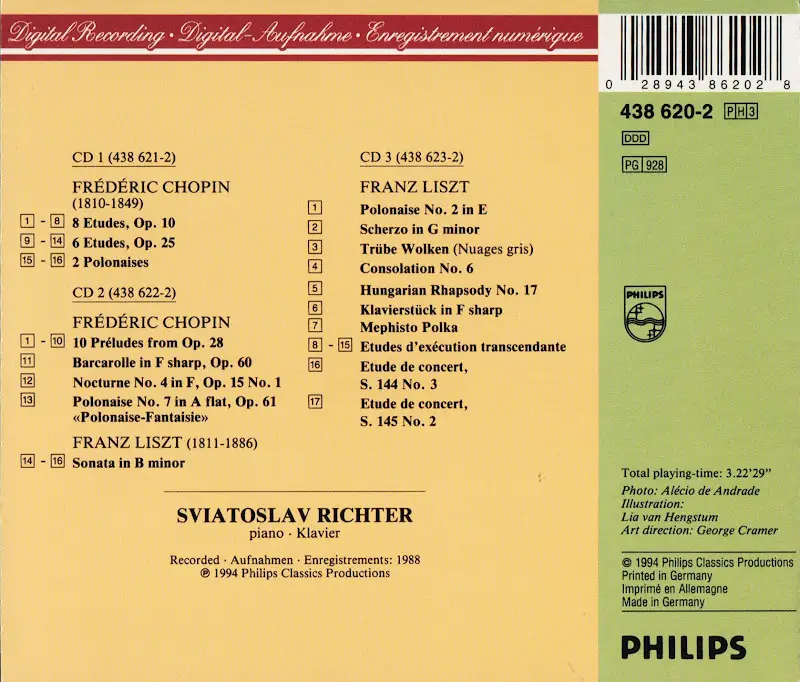 Digital Recording · Digital-Aufnahme · Enregistrement numérique
0 28943 86202 8
438 620-2 PH3
DDD
PG 928
CD 1 (438 621-2)
FRÉDÉRIC CHOPIN
(1810-1849)
1 - 8 8 Etudes, Op. 10
9 - 14 6 Etudes, Op. 25
15 - 16 2 Polonaises
CD 2 (438 622-2)
FRÉDÉRIC CHOPIN
1 - 10 10 Préludes from Op. 28
11 Barcarolle in F sharp, Op. 60
12 Nocturne No. 4 in F, Op. 15 No. 1
13 Polonaise No. 7 in A flat, Op. 61
«Polonaise-Fantaisie»
FRANZ LISZT (1811-1886)
14 - 16 Sonata in B minor
CD 3 (438 623-2)
FRANZ LISZT
1 Polonaise No. 2 in E
2 Scherzo in G minor
3 Trübe Wolken (Nuages gris)
4 Consolation No. 6
5 Hungarian Rhapsody No. 17
6 Klavierstück in F sharp
7 Mephisto Polka
8 - 15 Etudes d'exécution transcendante
16 Etude de concert,
S. 144 No. 3
17 Etude de concert,
S. 145 No. 2
SVIATOSLAV RICHTER
piano · Klavier
Recorded · Aufnahmen · Enregistrements: 1988
℗ 1994 Philips Classics Productions
PHILIPS
Total playing-time: 3.22'29"
Photo: Alécio de Andrade
Illustration:
Lia van Hengstum
Art direction: George Cramer
© 1994 Philips Classics Productions
Printed in Germany
Imprimé en Allemagne
Made in Germany
PHILIPS